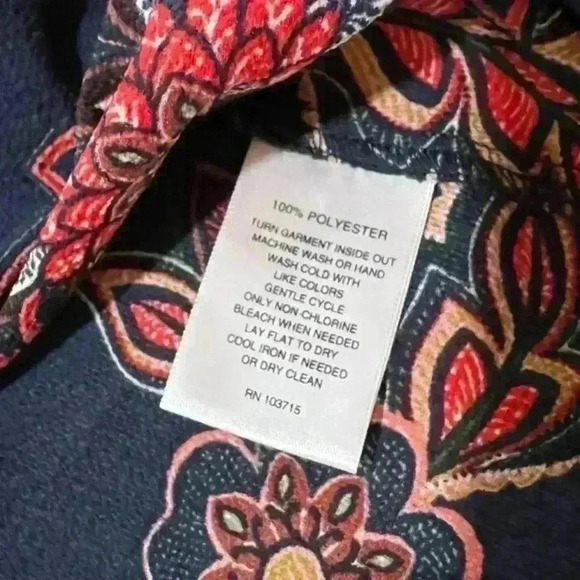 100% POLYESTER
TURN GARMENT INSIDE OUT
MACHINE WASH OR HAND
WASH COLD WITH
LIKE COLORS
GENTLE CYCLE
ONLY NON-CHLORINE
BLEACH WHEN NEEDED
LAY FLAT TO DRY
COOL IRON IF NEEDED
OR DRY CLEAN
RN 103715